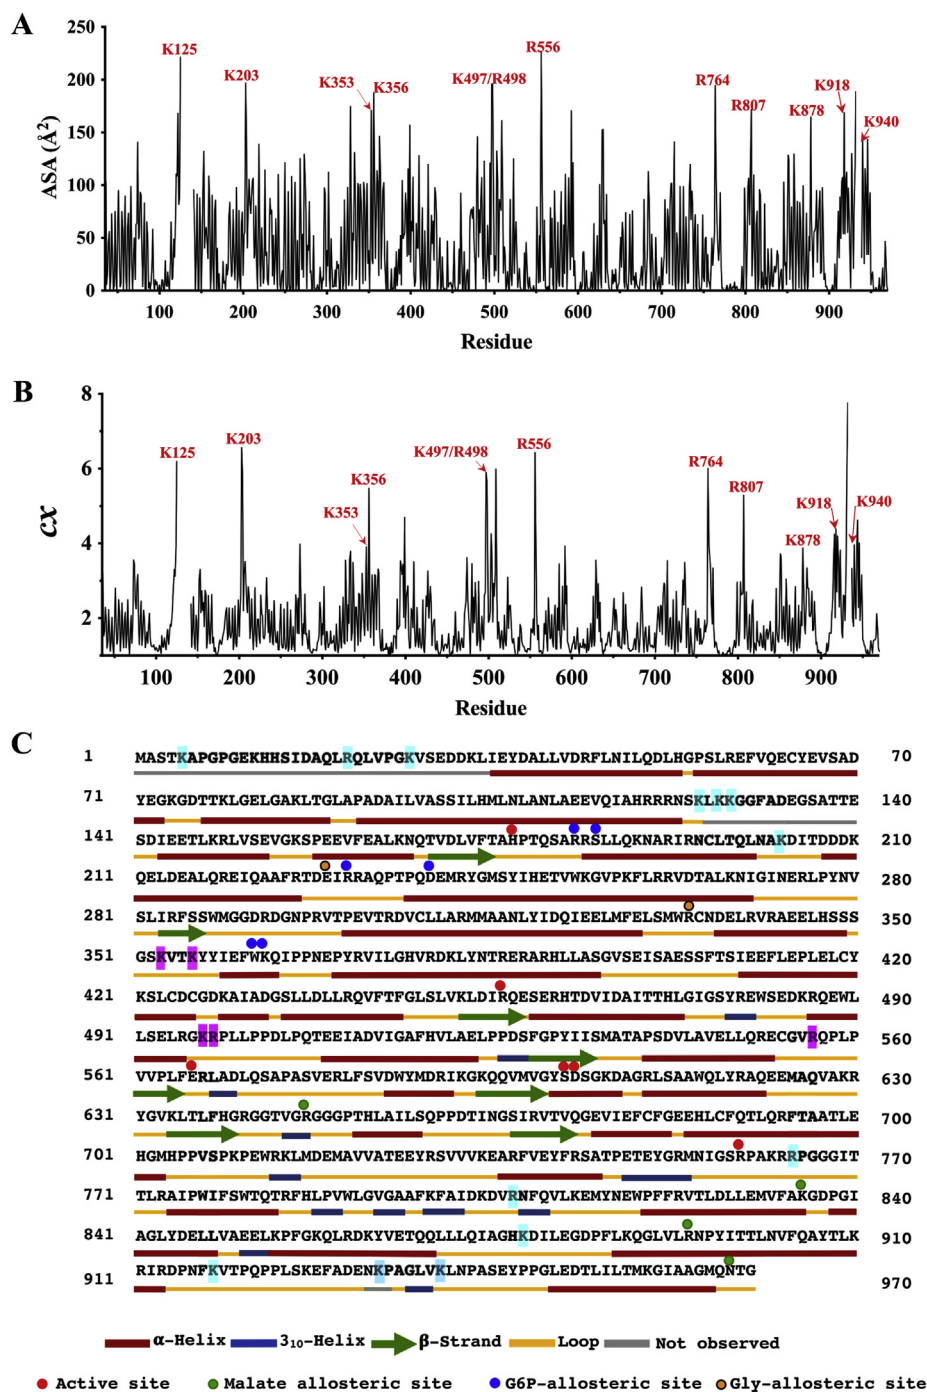 A
ASA (Å²)
250
200
150
100
50
0
K125
K203
K353
K356
K497/R498
R556
R764
R807
K878
K918
K940
100 200 300 400 500 600 700 800 900
Residue
B
cx
8
6
4
2
K125
K203
K353
K356
K497/R498
R556
R764
R807
K878
K918
K940
100 200 300 400 500 600 700 800 900
Residue
C
1 MASTKAPGPGEKHHSIDAQLRQLVPGKVSEDDKLIEYDALLVDRFLNILQDLHGPSLREFVQECYEVSAD 70
71 YEGKGDTTKLGELGAKLTGLAPADAILVASSILHMLNLANLAEEVQIAHRRRNSKLKKGGFADEGSATTE 140
141 SDIEETLKRLVSEVGKSPEEVFEALKNQTVDLVFTAHPTQSARRSLLQKNARIRNCLTQLNAKDITDDDK 210
211 QELDEALQREIQAAFRTDEIRRAQPTPQDEMRYGMSYIHETVWKGVPKFLRRVDTALKNIGINERLPYNV 280
281 SLIRFSSWMGGDRDGNPRVTPEVTRDVCLLARMMAANLYIDQIEELMFELSMWRCNDELRVRAEELHSSS 350
351 GSKVTKYYIEFWKQIPPNEPYRVILGHVRDKLYNTRERARHLLASGVSEISAESSFTSIEEFLEPLELCY 420
421 KSLCDCGDKAIADGSLLDLLRQVFTFGLSLVKLDIRQESERHTDVIDAITTHLGIGSYREWSEDKRQEWL 490
491 LSELRGKRPLLPPDLPQTEEIADVIGAFHVLAELPPDSFGPYIISMATAPSDVLAVELLQRECGVRQPLP 560
561 VVPLFERLADLQSAPASVERLFSVDWYMDRIKGKQQVMVGYSDSGKDAGRLSAAWQLYRAQEEMAQVAKR 630
631 YGVKLTLFHGRGGTVGRGGGPTHLAILSQPPDTINGSIRVTVQGEVIEFCFGEEHLCFQTLQRFTAATLE 700
701 HGMHPPVSPKPEWRKLMDEMAVVATEEYRSVVVKEARFVEYFRSATPETEYGRMNIGSRPAKRRPGGGIT 770
771 TLRAIPWIFSWTQTRFHLPVWLGVGAAFKFAIDKDVRNFQVLKEMYNEWPFFRVTLDLLEMVFAKGDPGI 840
841 AGLYDELLVAEELKPFGKQLRDKYVETQQLLLQIAGHKDILEGDPFLKQGLVLRNPYITTLNVFQAYTLK 910
911 RIRDPNFKVTPQPPLSKEFADENKPAGLVKLNPASEYPPGLEDTLILTMKGIAAGMQNTG 970
α-Helix 3₁₀-Helix β-Strand Loop Not observed
Active site Malate allosteric site G6P-allosteric site Gly-allosteric site